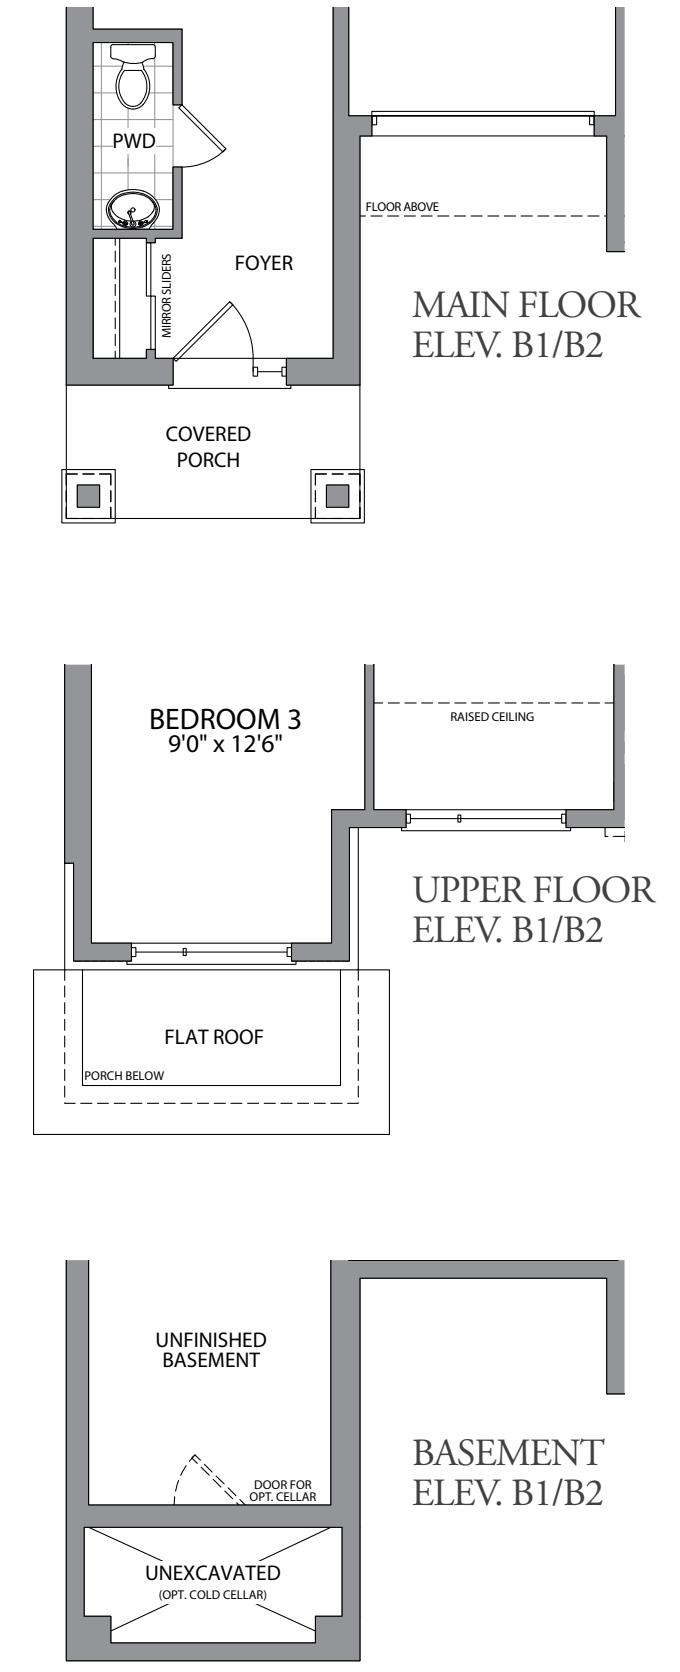 PWD
FLOOR ABOVE
MIRROR SLIDERS
FOYER
MAIN FLOOR
ELEV. B1/B2
COVERED
PORCH
BEDROOM 3
9'0" x 12'6"
RAISED CEILING
UPPER FLOOR
ELEV. B1/B2
FLAT ROOF
PORCH BELOW
UNFINISHED
BASEMENT
BASEMENT
ELEV. B1/B2
DOOR FOR
OPT. CELLAR
UNEXCAVATED
(OPT. COLD CELLAR)